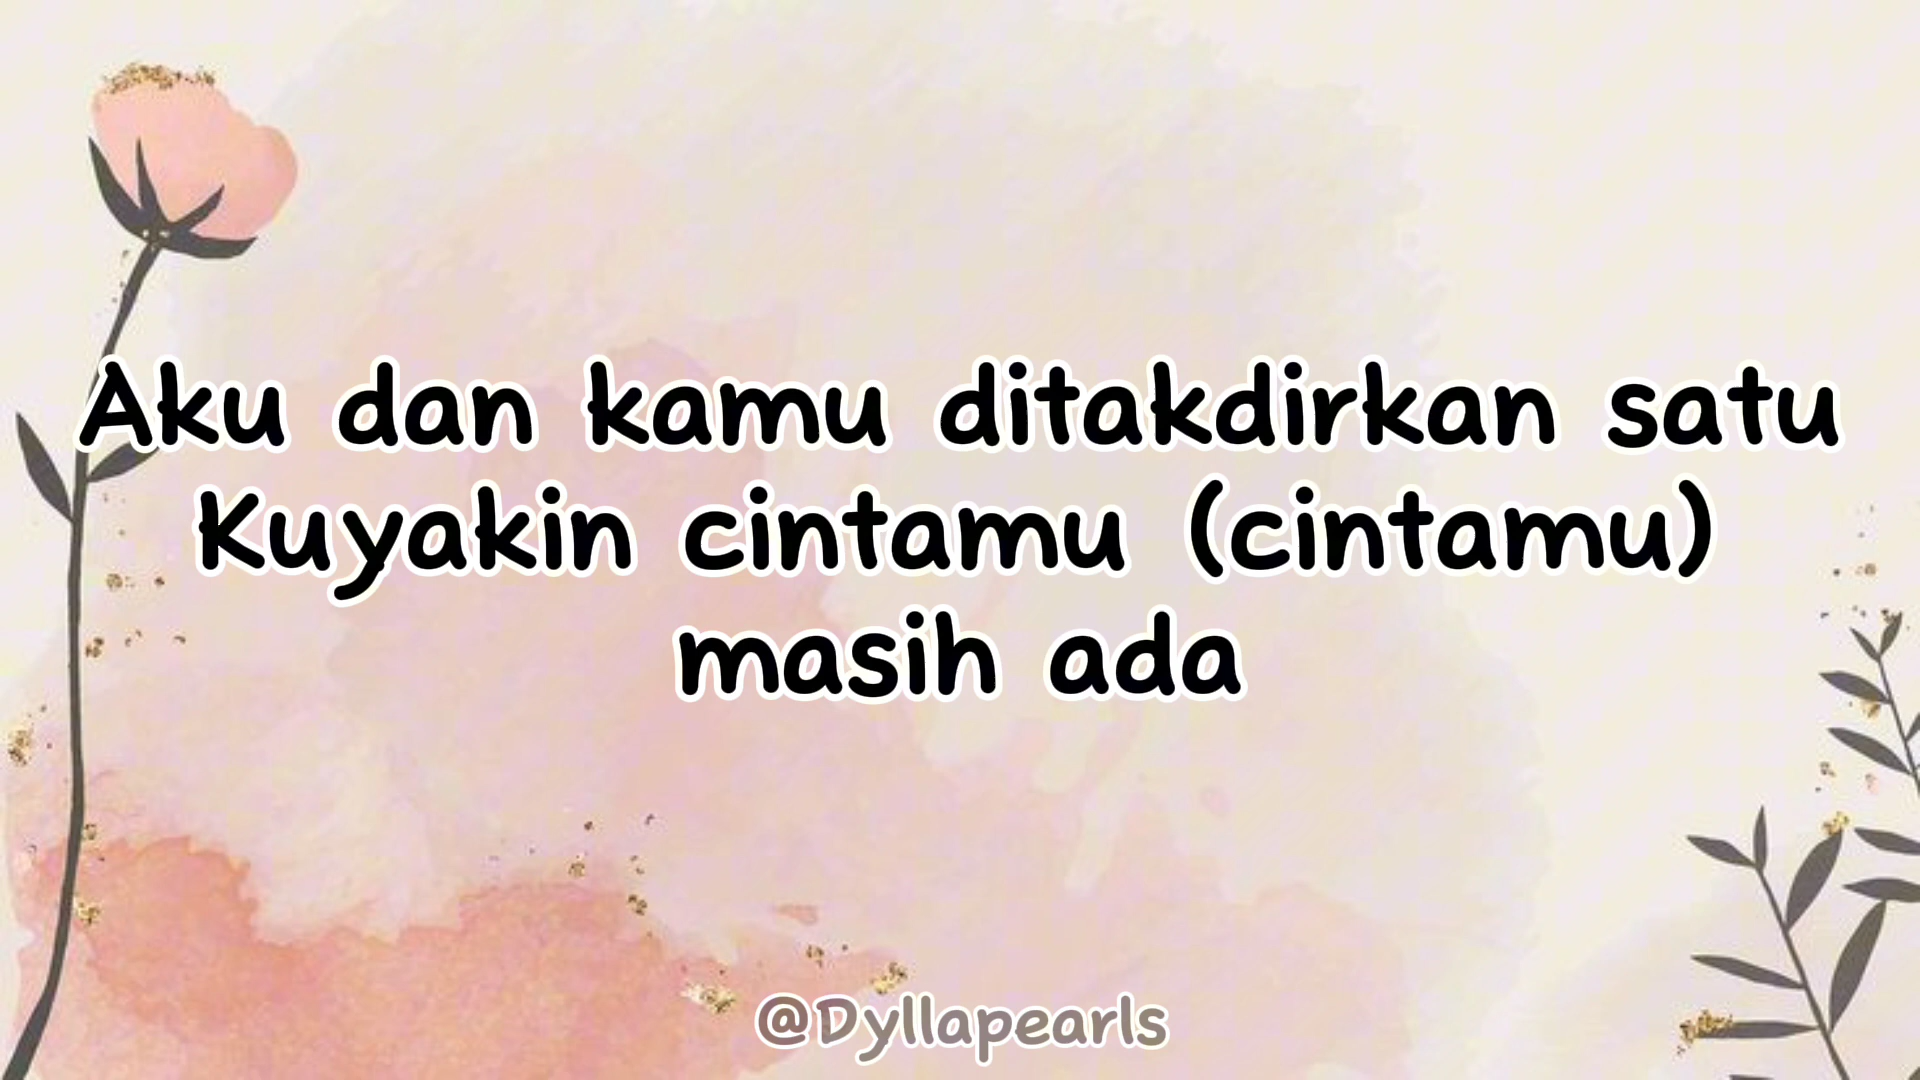 Aku dan kamu ditakdirkan satu
Kuyakin cintamu (cintamu)
masih ada
@Dyllapearls